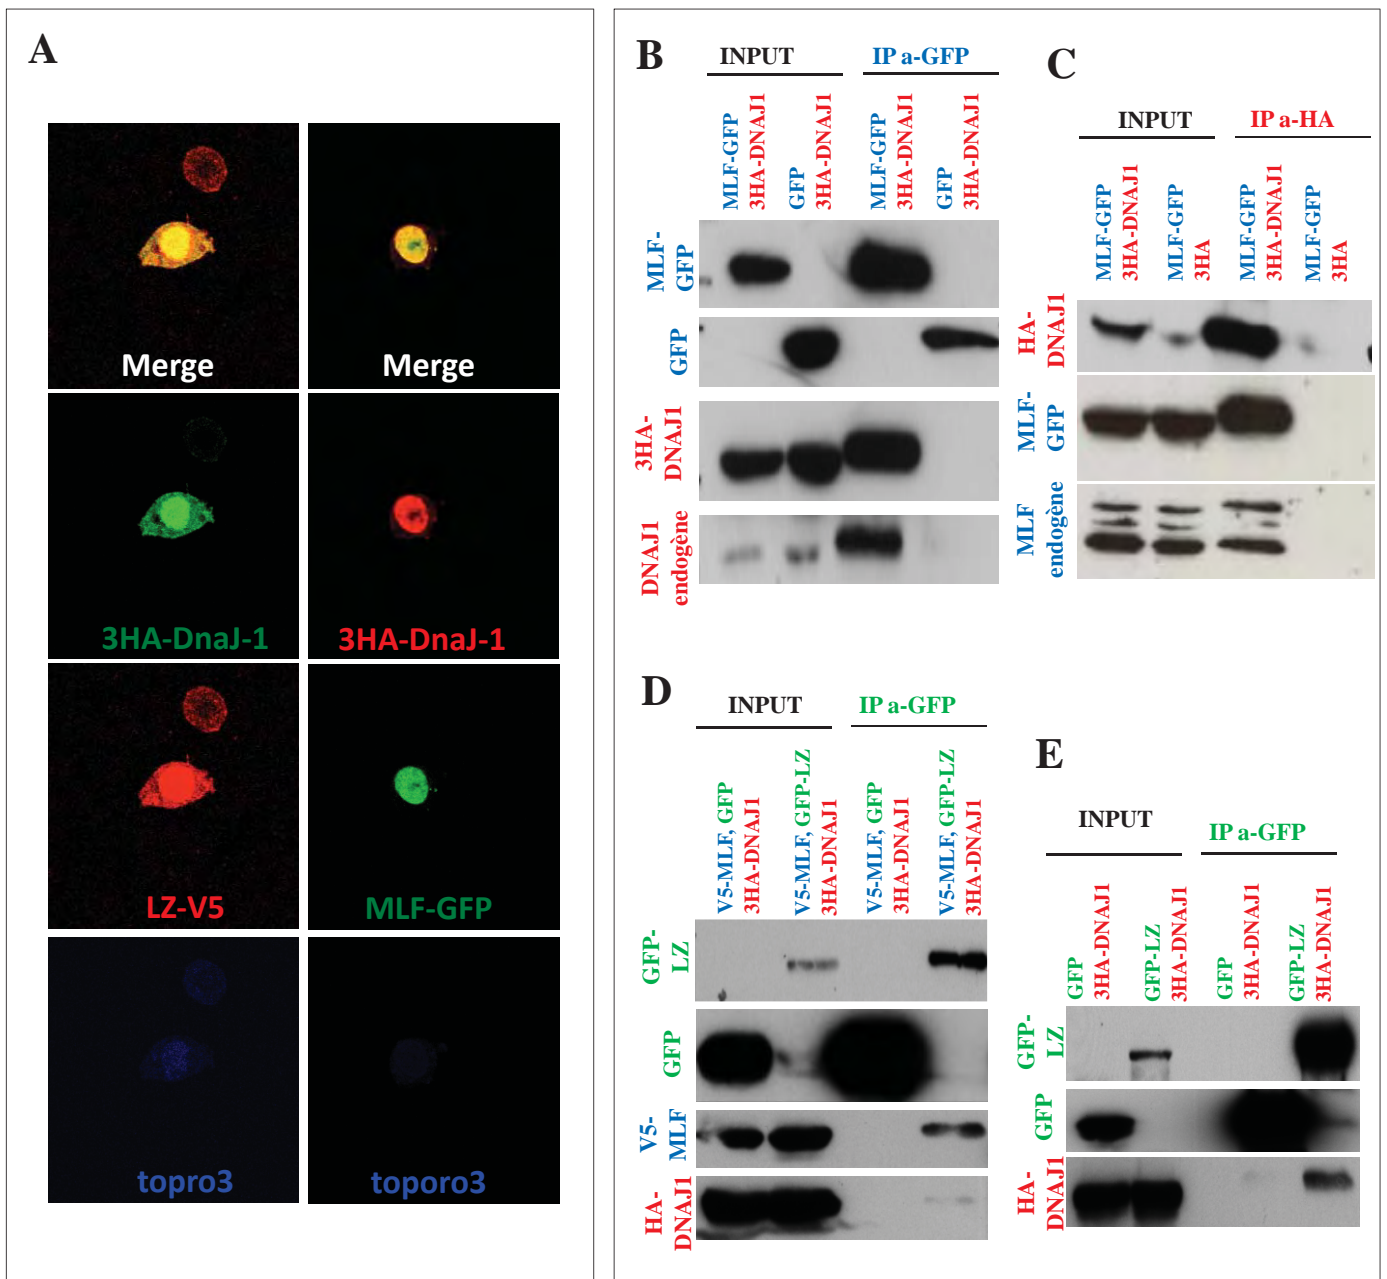 A
Merge
Merge
3HA-DnaJ-1
3HA-DnaJ-1
LZ-V5
MLF-GFP
topro3
toporo3
B
INPUT
IP a-GFP
MLF-GFP
3HA-DNAJ1
GFP
3HA-DNAJ1
MLF-GFP
3HA-DNAJ1
GFP
3HA-DNAJ1
MLF-
GFP
GFP
3HA-
DNAJ1
DNAJ1
endogène
C
INPUT
IP a-HA
MLF-GFP
3HA-DNAJ1
MLF-GFP
3HA
MLF-GFP
3HA-DNAJ1
MLF-GFP
3HA
HA-
DNAJ1
MLF-
GFP
MLF
endogène
D
INPUT
IP a-GFP
V5-MLF, GFP
3HA-DNAJ1
V5-MLF, GFP-LZ
3HA-DNAJ1
V5-MLF, GFP
3HA-DNAJ1
V5-MLF, GFP-LZ
3HA-DNAJ1
GFP-
LZ
GFP
V5-
MLF
HA-
DNAJ1
E
INPUT
IP a-GFP
GFP
3HA-DNAJ1
GFP-LZ
3HA-DNAJ1
GFP
3HA-DNAJ1
GFP-LZ
3HA-DNAJ1
GFP-
LZ
GFP
HA-
DNAJ1